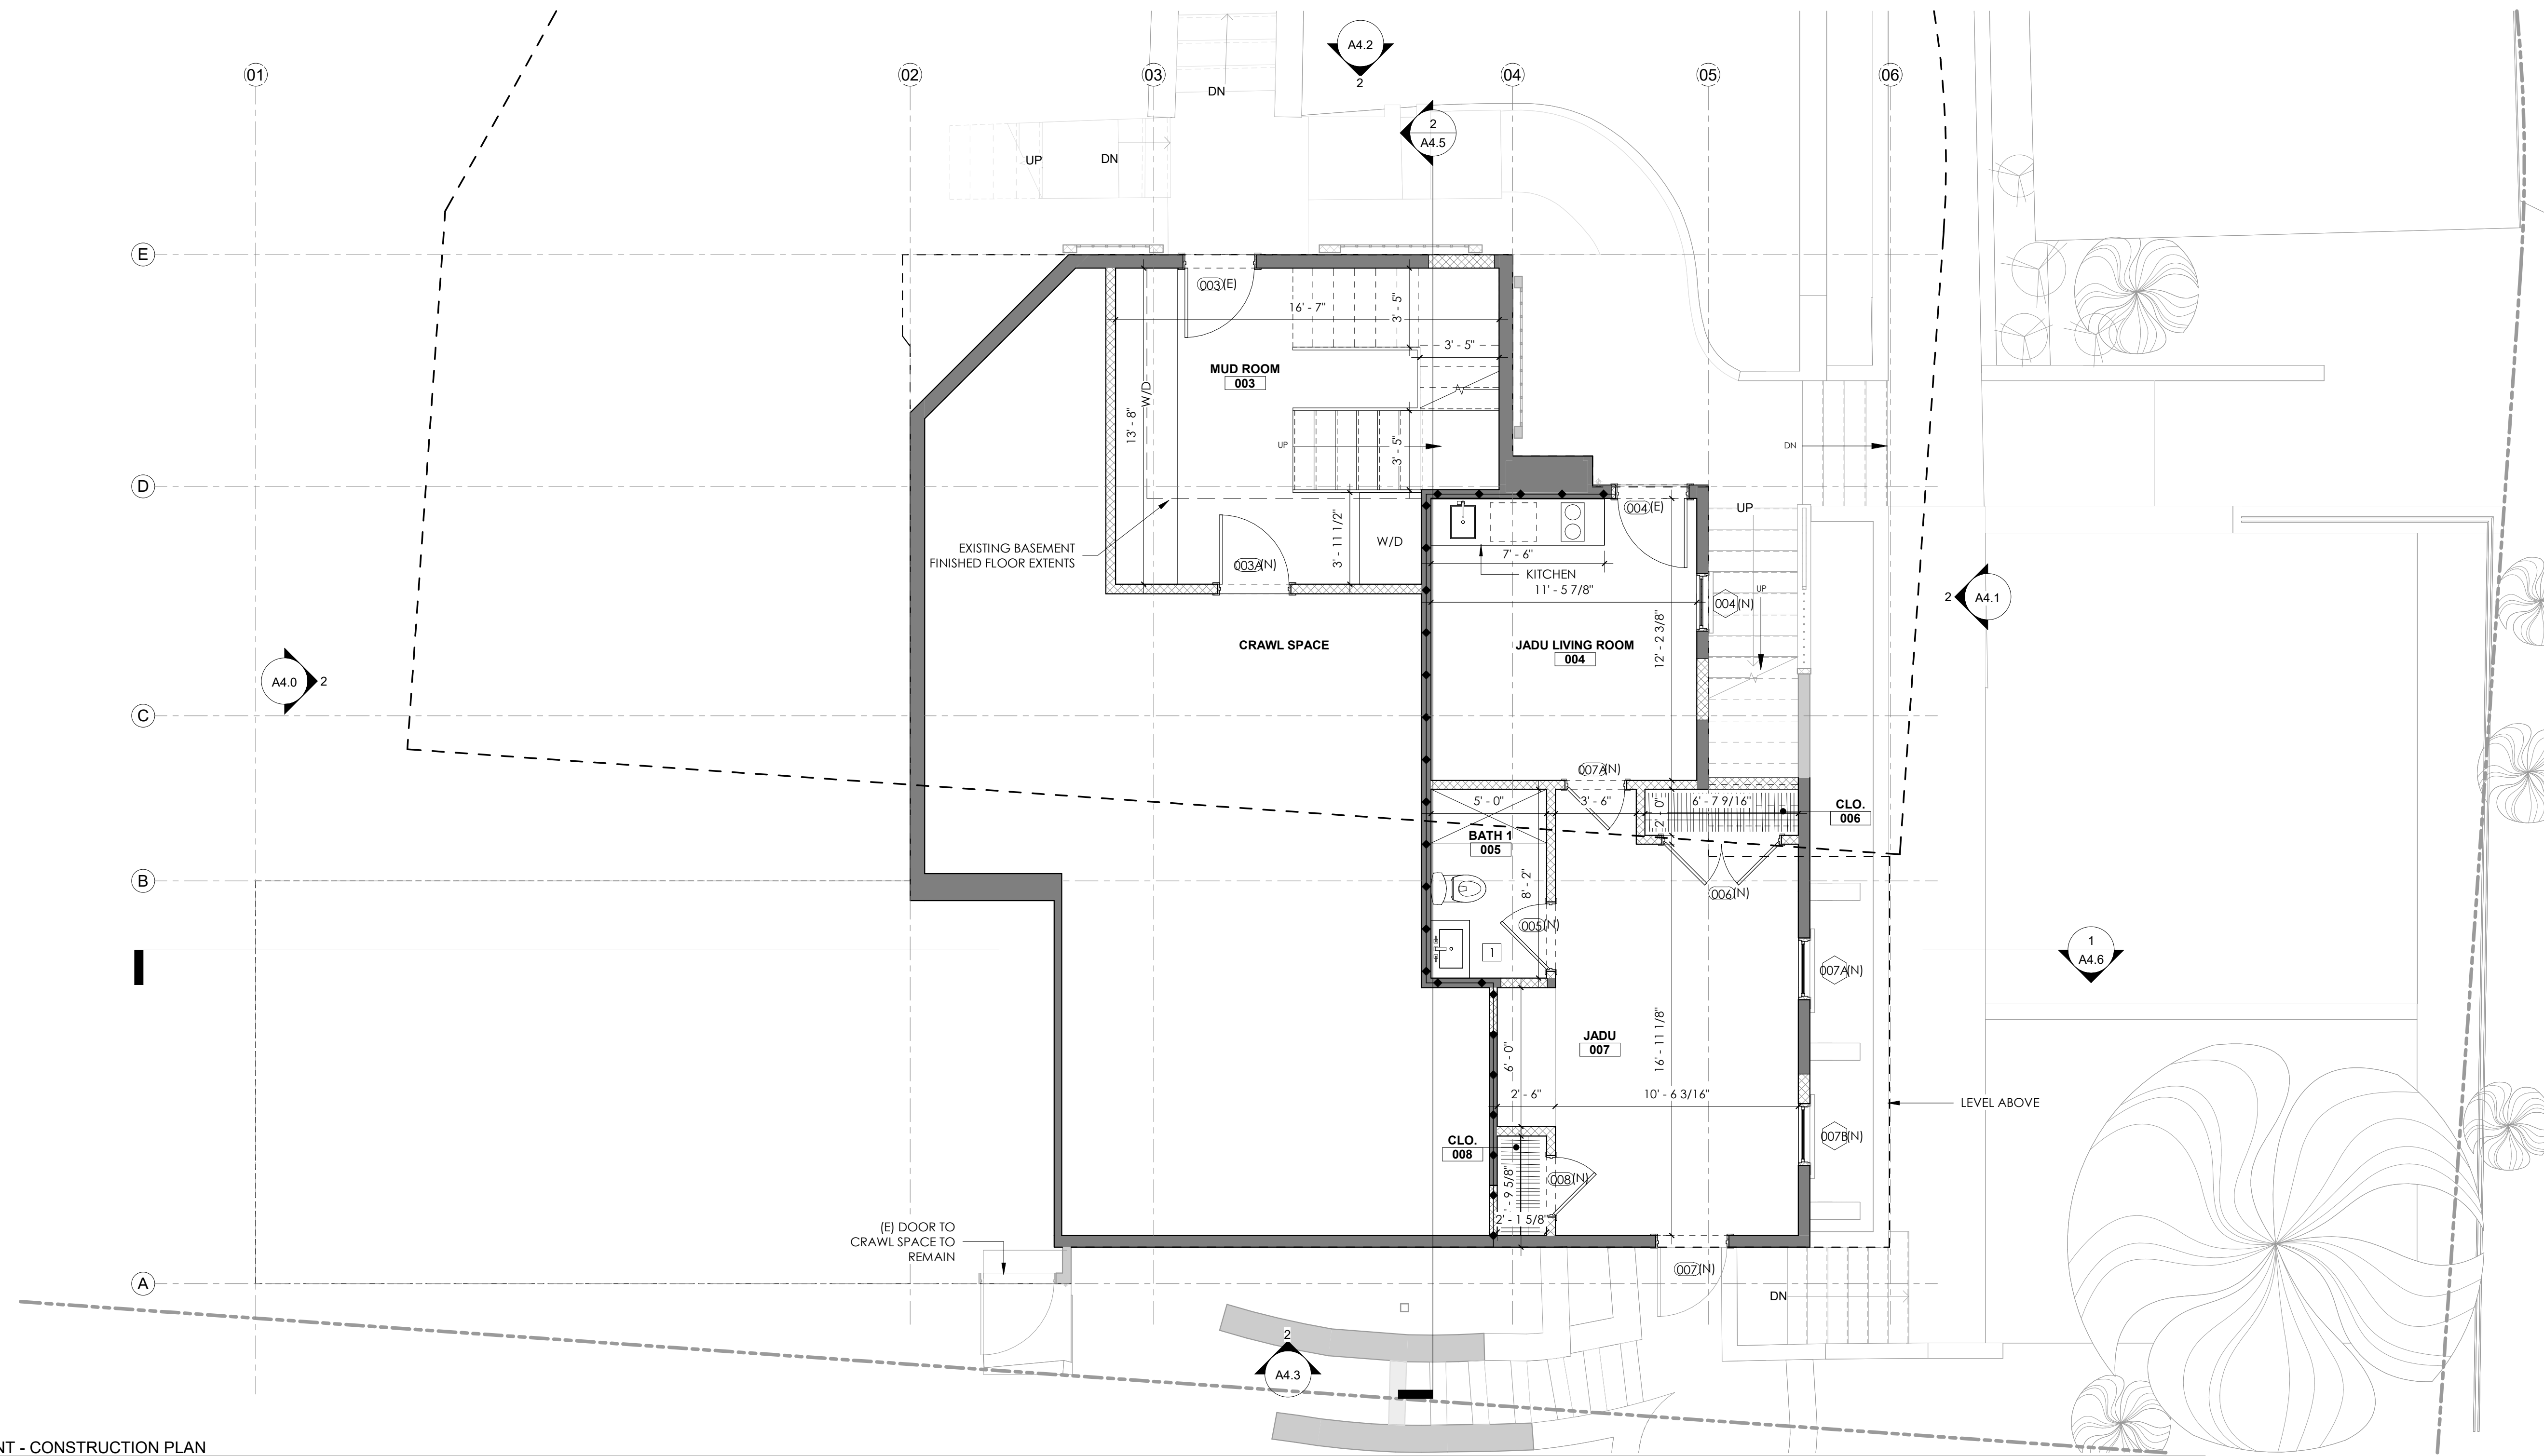 A4.2
2
01
02
03
04
05
06
DN
2
A4.5
UP
DN
E
003 (E)
16' - 7"
3' - 5"
3' - 5"
MUD ROOM
003
W/D
13' - 8"
UP
3' - 5"
DN
D
004 (E)
UP
EXISTING BASEMENT
FINISHED FLOOR EXTENTS
3' - 11 1/2"
W/D
7' - 6"
003A (N)
KITCHEN
11' - 5 7/8"
UP
2
A4.1
004 (N)
12' - 2 3/8"
CRAWL SPACE
JADU LIVING ROOM
004
A4.0
2
C
007A (N)
5' - 0"
3' - 6"
2' - 0"
6' - 7 9/16"
CLO.
006
BATH 1
005
B
8' - 2"
006 (N)
005 (N)
1
1
A4.6
007A (N)
JADU
007
16' - 11 1/8"
6' - 0"
2' - 6"
10' - 6 3/16"
LEVEL ABOVE
007B (N)
CLO.
008
008 (N)
' - 9 5/8"
2' - 1 5/8"
(E) DOOR TO
CRAWL SPACE TO
REMAIN
007 (N)
A
DN
2
A4.3
NT - CONSTRUCTION PLAN